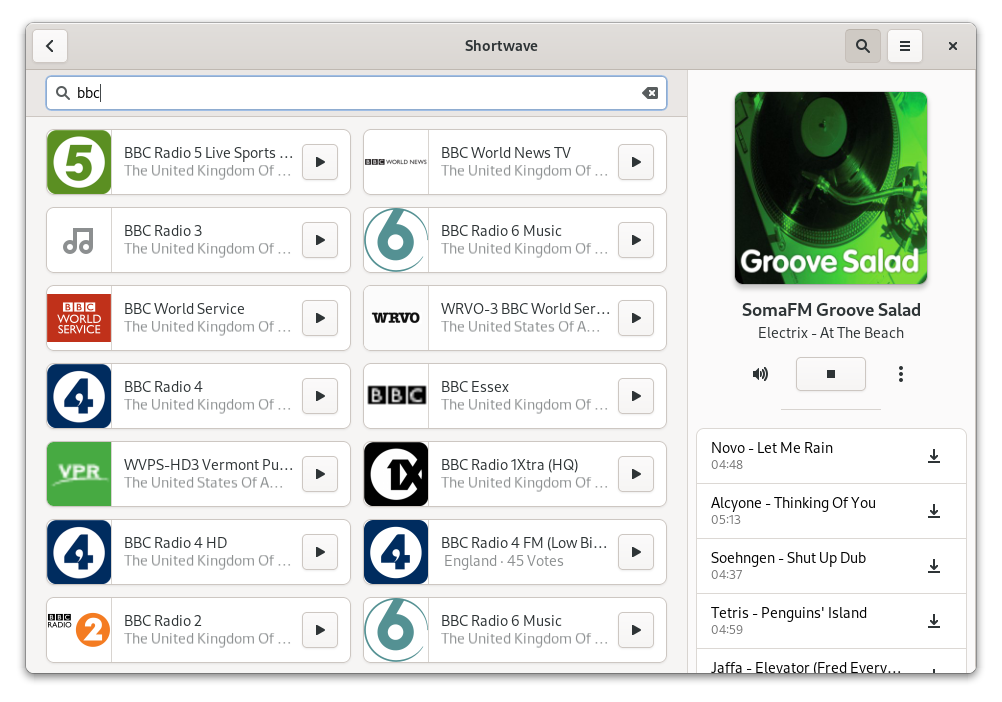 Shortwave
bbc
5
BBC Radio 5 Live Sports ...
The United Kingdom Of ...
BBC WORLD NEWS
BBC World News TV
The United Kingdom Of ...
BBC Radio 3
The United Kingdom Of ...
6
BBC Radio 6 Music
The United Kingdom Of ...
BBC
WORLD
SERVICE
BBC World Service
The United Kingdom Of ...
WRVO
WRVO-3 BBC World Ser...
The United States Of A...
4
BBC Radio 4
The United Kingdom Of ...
BBC
BBC Essex
The United Kingdom Of ...
VPR
WVPS-HD3 Vermont Pu...
The United States Of A...
1X
BBC Radio 1Xtra (HQ)
The United Kingdom Of ...
4
BBC Radio 4 HD
The United Kingdom Of ...
4
BBC Radio 4 FM (Low Bi...
England · 45 Votes
BBC
RADIO
2
BBC Radio 2
The United Kingdom Of ...
6
BBC Radio 6 Music
The United Kingdom Of ...
Groove Salad
SomaFM Groove Salad
Electrix - At The Beach
Novo - Let Me Rain
04:48
Alcyone - Thinking Of You
05:13
Soehngen - Shut Up Dub
04:37
Tetris - Penguins' Island
04:59
Jaffa - Elevator (Fred Every...